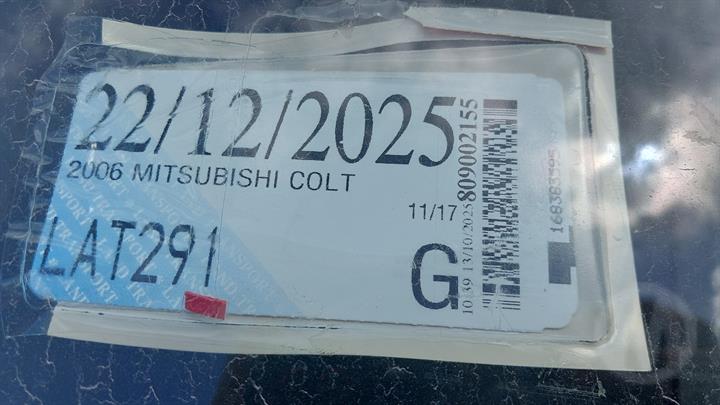 22/12/2025
2006 MITSUBISHI COLT
11/17
LAT291
G
809002155
10:39 13/10/2025